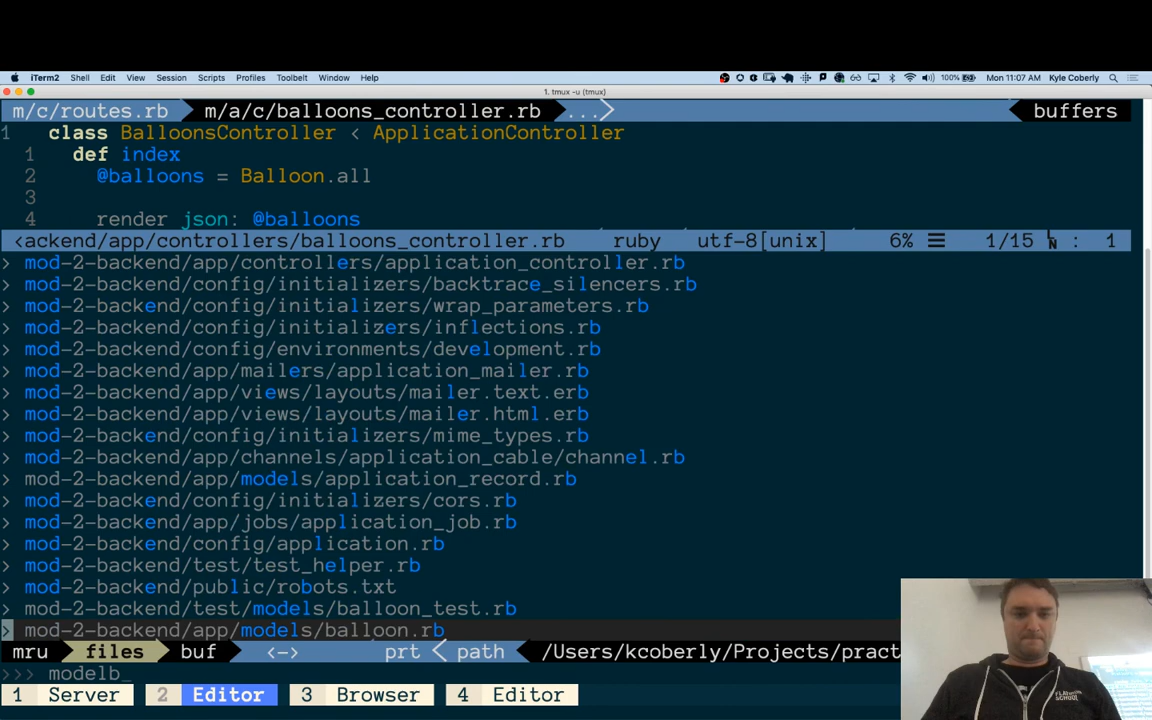 iTerm2 Shell Edit View Session Scripts Profiles Toolbelt Window Help 100% Mon 11:07 AM Kyle Coberly
1. tmux -u (tmux)
m/c/routes.rb m/a/c/balloons_controller.rb ... buffers
1 class BalloonsController < ApplicationController
1 def index
2 @balloons = Balloon.all
3
4 render json: @balloons
<ackend/app/controllers/balloons_controller.rb ruby utf-8[unix] 6% ☰ 1/15 LN : 1
> mod-2-backend/app/controllers/application_controller.rb
> mod-2-backend/config/initializers/backtrace_silencers.rb
> mod-2-backend/config/initializers/wrap_parameters.rb
> mod-2-backend/config/initializers/inflections.rb
> mod-2-backend/config/environments/development.rb
> mod-2-backend/app/mailers/application_mailer.rb
> mod-2-backend/app/views/layouts/mailer.text.erb
> mod-2-backend/app/views/layouts/mailer.html.erb
> mod-2-backend/config/initializers/mime_types.rb
> mod-2-backend/app/channels/application_cable/channel.rb
> mod-2-backend/app/models/application_record.rb
> mod-2-backend/config/initializers/cors.rb
> mod-2-backend/app/jobs/application_job.rb
> mod-2-backend/config/application.rb
> mod-2-backend/test/test_helper.rb
> mod-2-backend/public/robots.txt
> mod-2-backend/test/models/balloon_test.rb
> mod-2-backend/app/models/balloon.rb
mru files buf <-> prt path /Users/kcoberly/Projects/pract
>>> modelb_
1 Server 2 Editor 3 Browser 4 Editor
FLATIRON SCHOOL